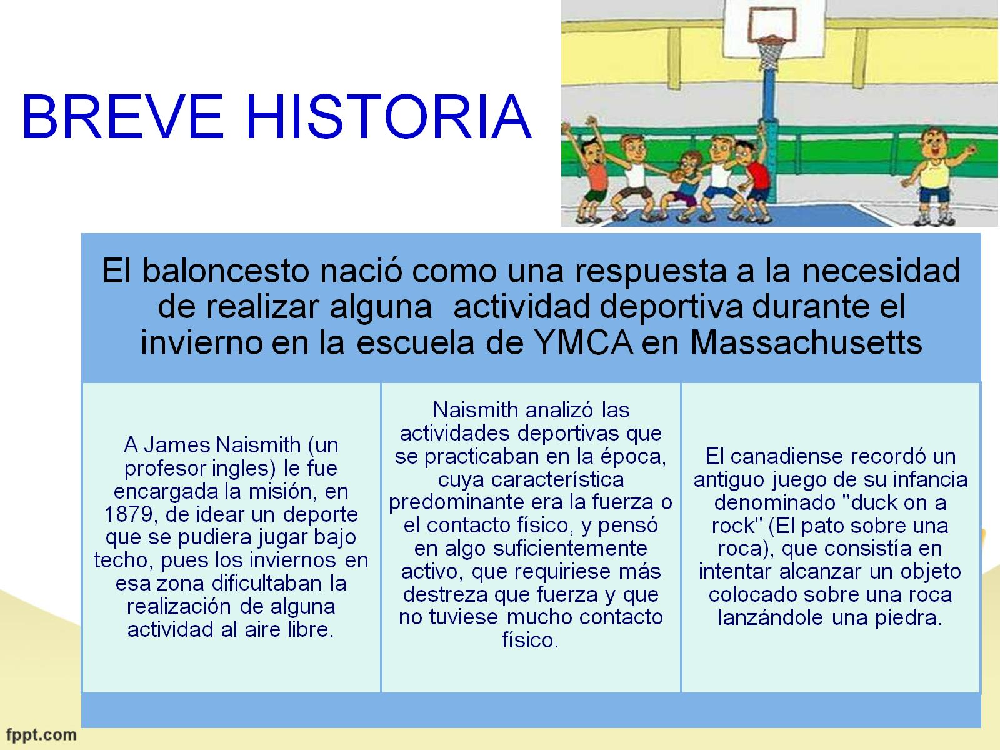 BREVE HISTORIA
El baloncesto nació como una respuesta a la necesidad
de realizar alguna  actividad deportiva durante el
invierno en la escuela de YMCA en Massachusetts
A James Naismith (un
profesor ingles) le fue
encargada la misión, en
1879, de idear un deporte
que se pudiera jugar bajo
techo, pues los inviernos en
esa zona dificultaban la
realización de alguna
actividad al aire libre.
Naismith analizó las
actividades deportivas que
se practicaban en la época,
cuya característica
predominante era la fuerza o
el contacto físico, y pensó
en algo suficientemente
activo, que requiriese más
destreza que fuerza y que
no tuviese mucho contacto
físico.
El canadiense recordó un
antiguo juego de su infancia
denominado "duck on a
rock" (El pato sobre una
roca), que consistía en
intentar alcanzar un objeto
colocado sobre una roca
lanzándole una piedra.
fppt.com